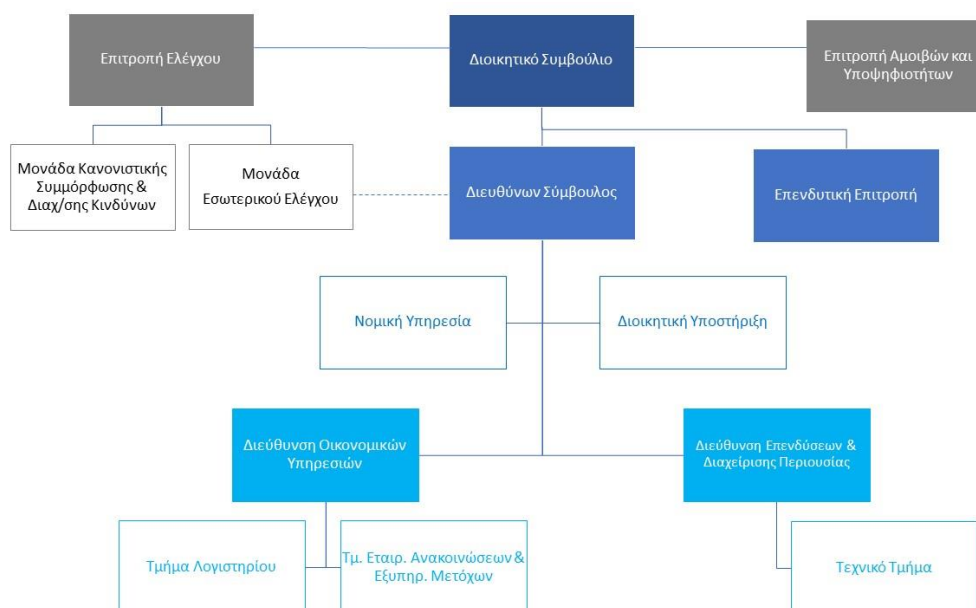 Επιτροπή Ελέγχου
Διοικητικό Συμβούλιο
Επιτροπή Αμοιβών και
Υποψηφιοτήτων
Μονάδα Κανονιστικής
Συμμόρφωσης &
Διαχ/σης Κινδύνων
Μονάδα
Εσωτερικού Ελέγχου
Διευθύνων Σύμβουλος
Επενδυτική Επιτροπή
Νομική Υπηρεσία
Διοικητική Υποστήριξη
Διεύθυνση Οικονομικών
Υπηρεσιών
Διεύθυνση Επενδύσεων &
Διαχείρισης Περιουσίας
Τμήμα Λογιστηρίου
Τμ. Εταιρ. Ανακοινώσεων &
Εξυπηρ. Μετόχων
Τεχνικό Τμήμα